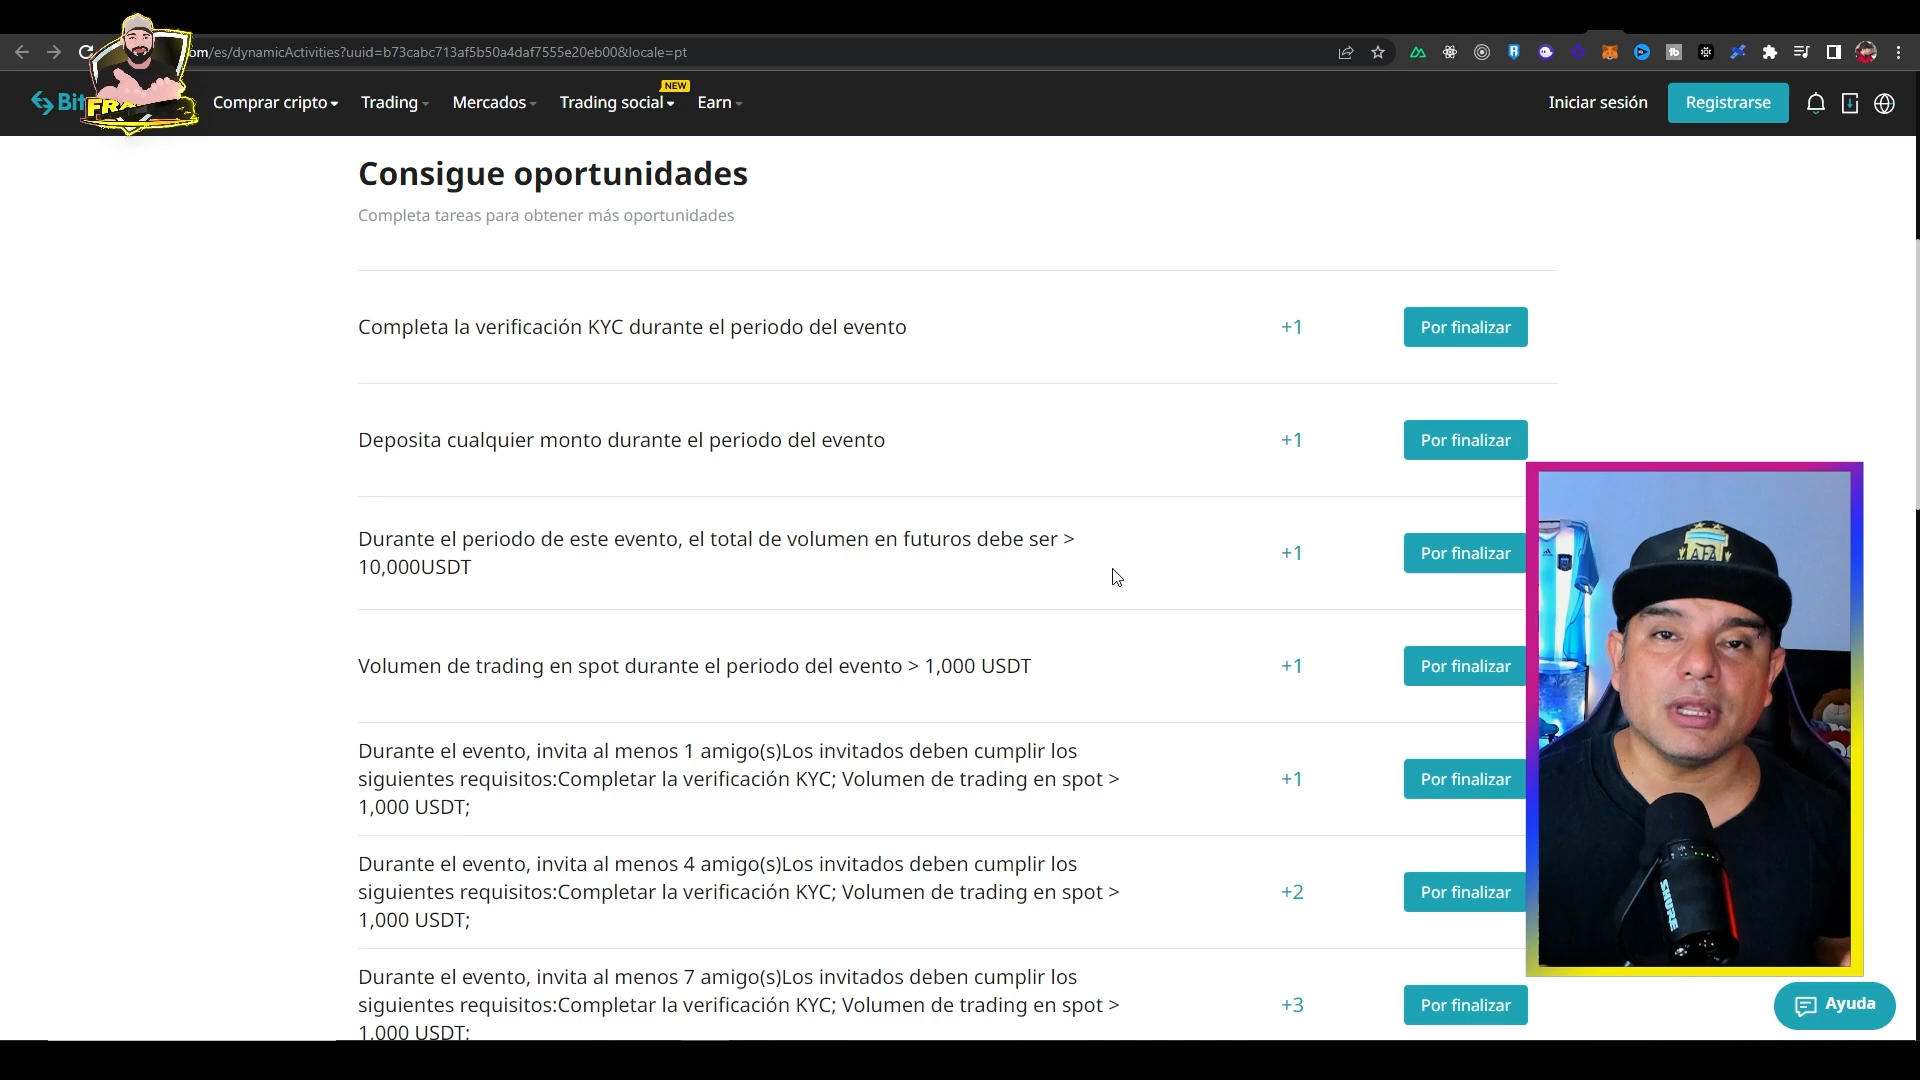 om/es/dynamicActivities?uuid=b73cabc713af5b50a4daf7555e20eb00&locale=pt
Bit
FRA
Comprar cripto
Trading
Mercados
Trading social
NEW
Earn
Iniciar sesión
Registrarse
Consigue oportunidades
Completa tareas para obtener más oportunidades
Completa la verificación KYC durante el periodo del evento
+1
Por finalizar
Deposita cualquier monto durante el periodo del evento
+1
Por finalizar
Durante el periodo de este evento, el total de volumen en futuros debe ser >
10,000USDT
+1
Por finalizar
Volumen de trading en spot durante el periodo del evento > 1,000 USDT
+1
Por finalizar
Durante el evento, invita al menos 1 amigo(s)Los invitados deben cumplir los
siguientes requisitos:Completar la verificación KYC; Volumen de trading en spot >
1,000 USDT;
+1
Por finalizar
Durante el evento, invita al menos 4 amigo(s)Los invitados deben cumplir los
siguientes requisitos:Completar la verificación KYC; Volumen de trading en spot >
1,000 USDT;
+2
Por finalizar
Durante el evento, invita al menos 7 amigo(s)Los invitados deben cumplir los
siguientes requisitos:Completar la verificación KYC; Volumen de trading en spot >
1,000 USDT;
+3
Por finalizar
AFA
SHURE
Ayuda